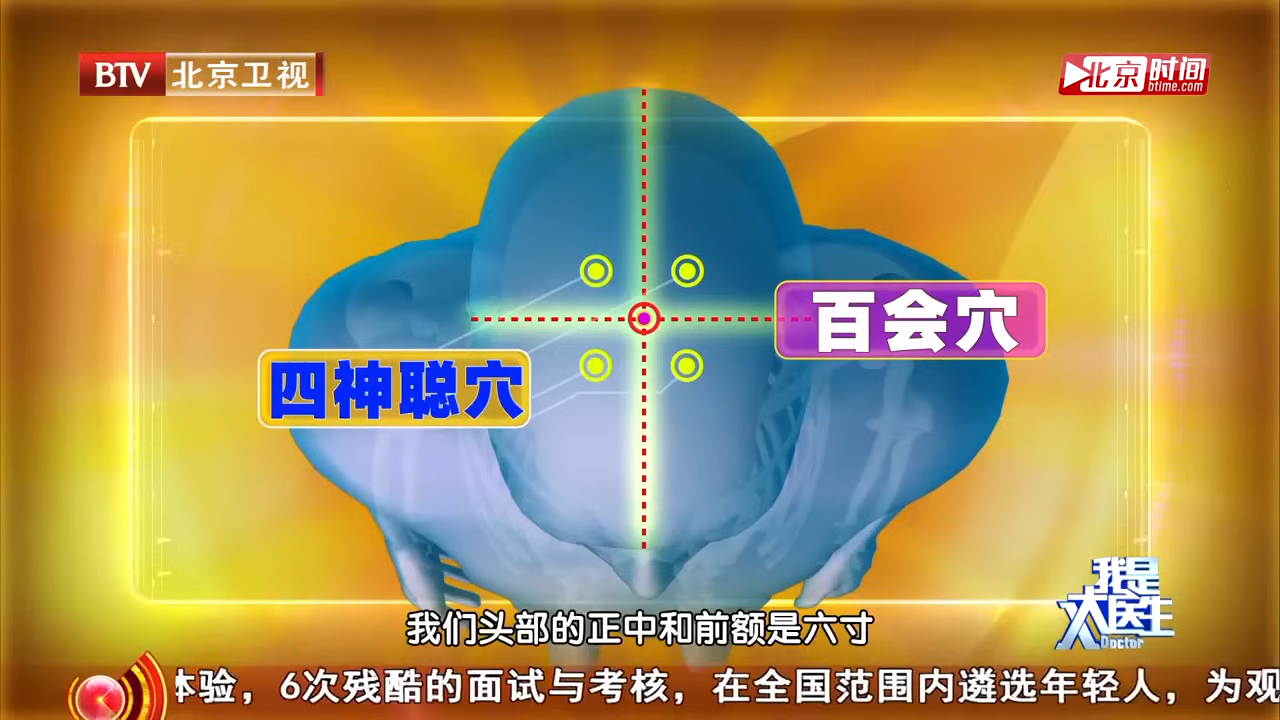 BTV 北京卫视
北京时间
btime.com
百会穴
四神聪穴
我是
大医生
Doctor
我们头部的正中和前额是六寸
体验，6次残酷的面试与考核，在全国范围内遴选年轻人，为观